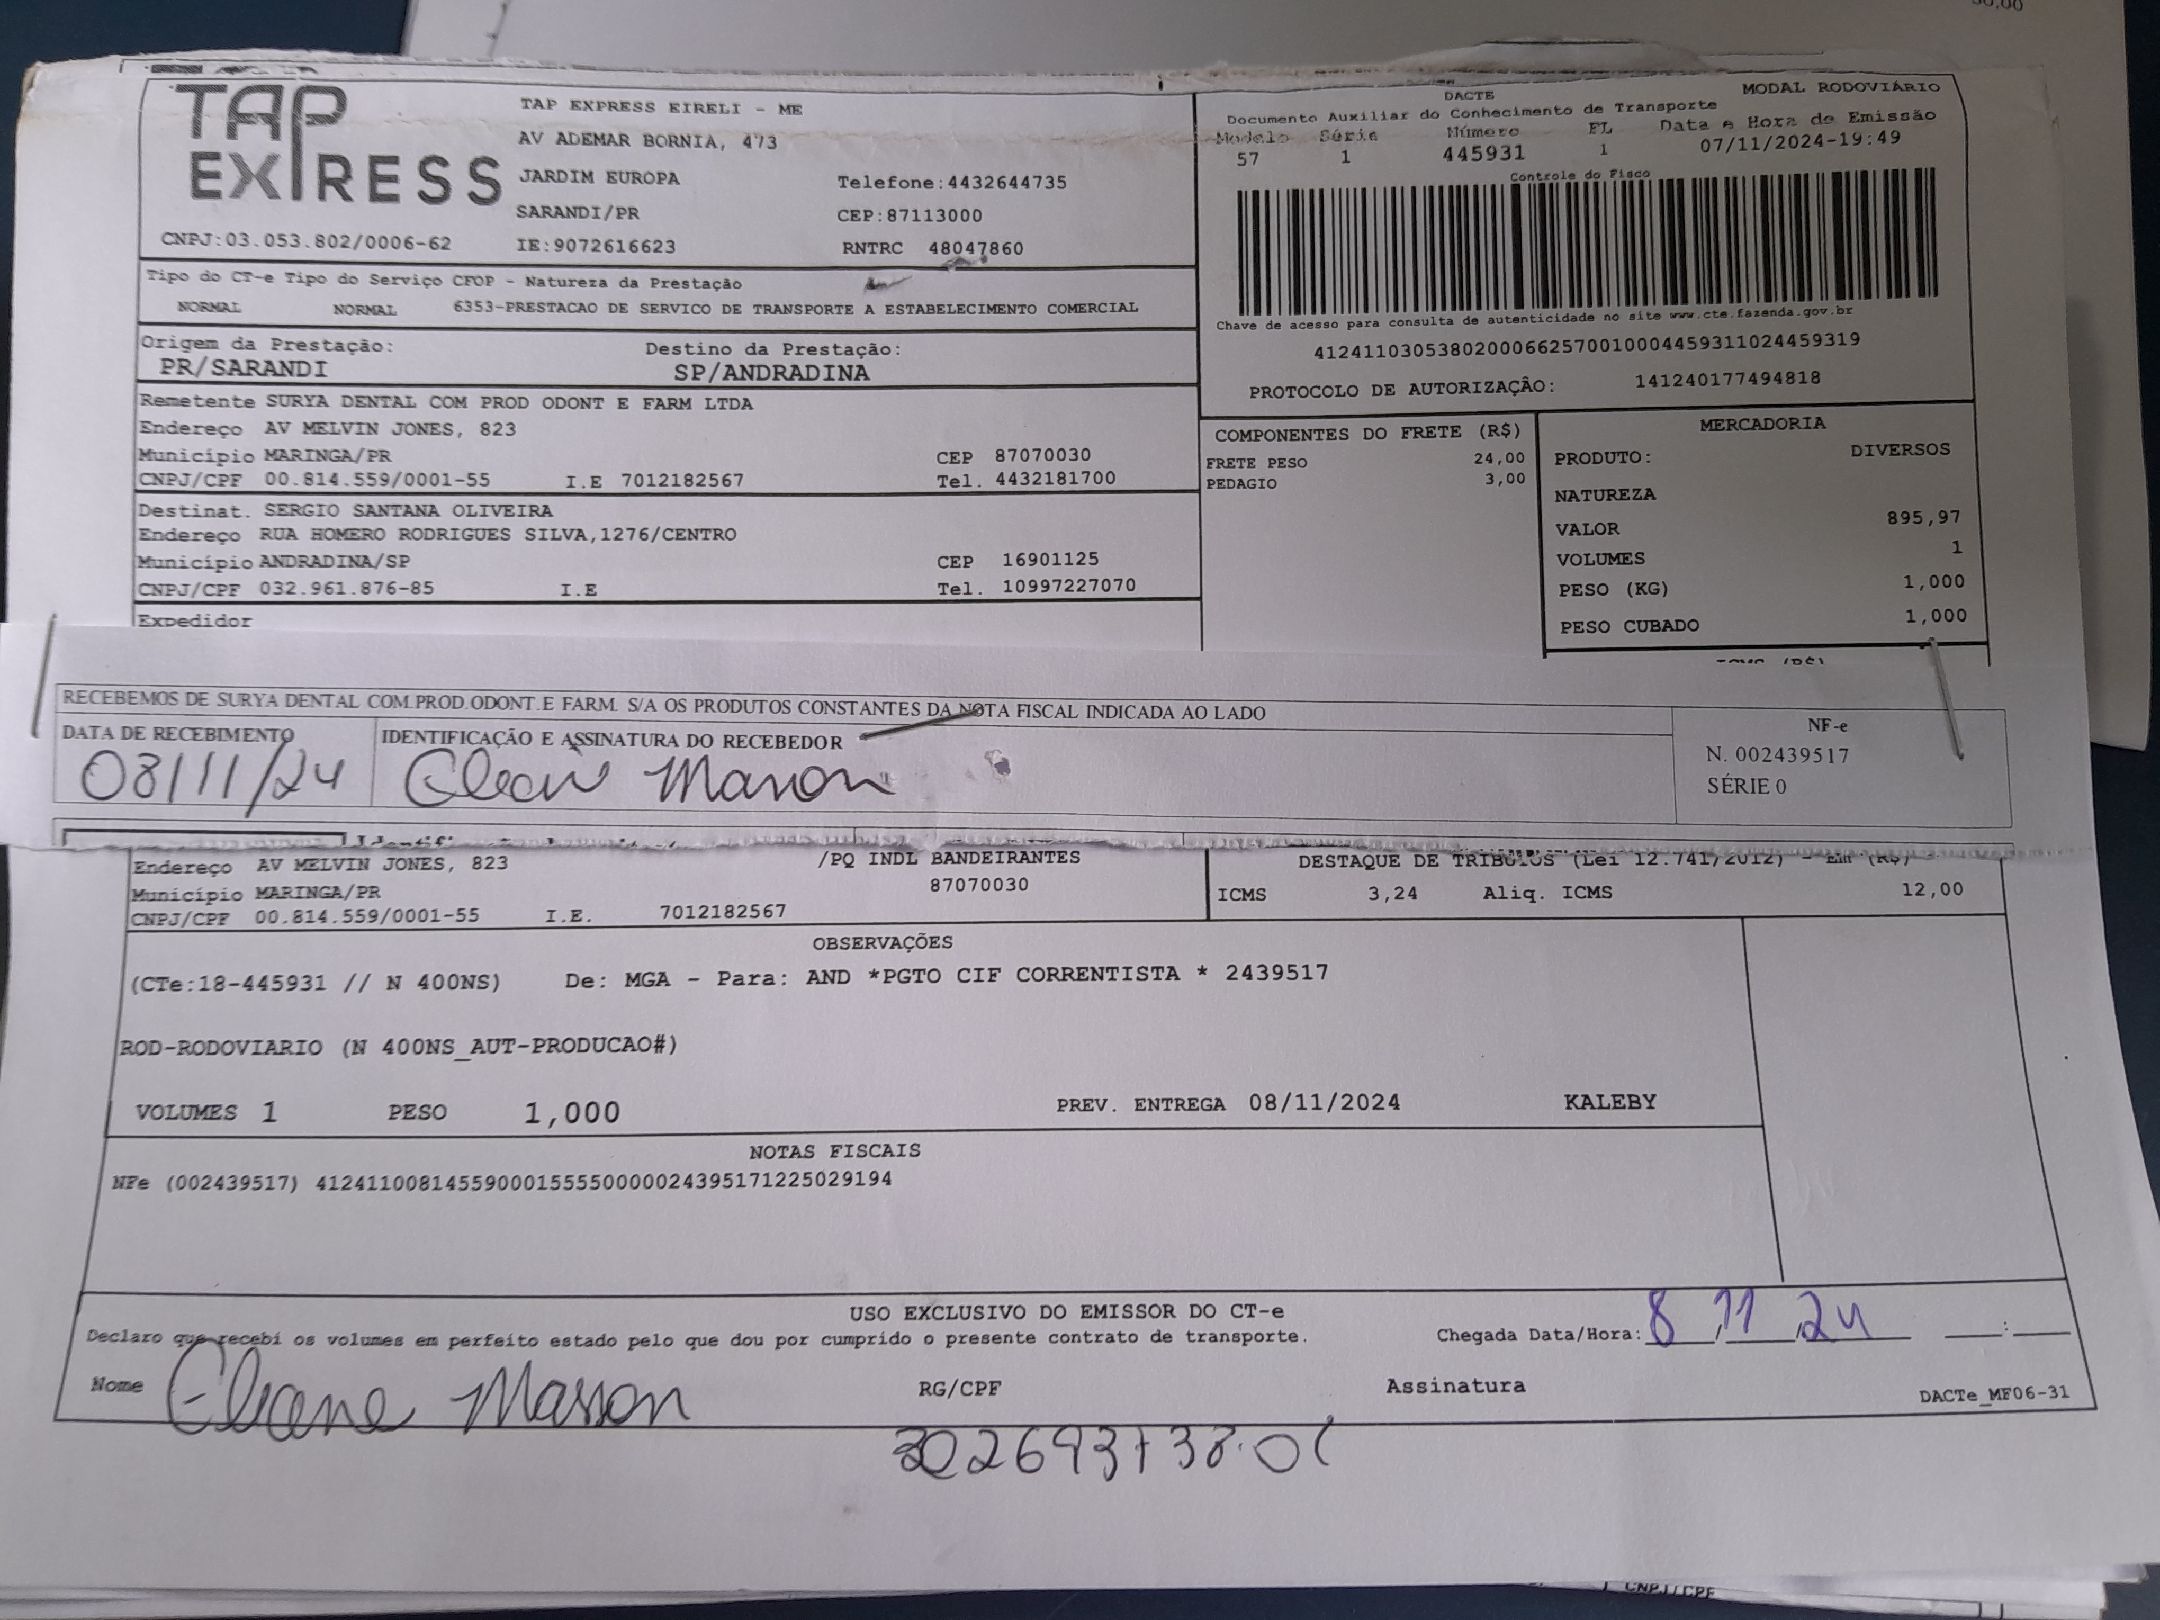 50,00
TAP EXPRESS
TAP EXPRESS EIRELI - ME
AV ADEMAR BORNIA, 473
JARDIM EUROPA
Telefone:4432644735
SARANDI/PR
CEP:87113000
CNPJ:03.053.802/0006-62
IE:9072616623
RNTRC 48047860
DACTE
MODAL RODOVIÁRIO
Documento Auxiliar do Conhecimento de Transporte
Modelo Série Número FL Data e Hora de Emissão
57 1 445931 1 07/11/2024-19:49
Controle do Fisco
Chave de acesso para consulta de autenticidade no site www.cte.fazenda.gov.br
41241103053802000662570010004459311024459319
PROTOCOLO DE AUTORIZAÇÃO: 141240177494818
Tipo do CT-e Tipo do Serviço CFOP - Natureza da Prestação
NORMAL NORMAL 6353-PRESTACAO DE SERVICO DE TRANSPORTE A ESTABELECIMENTO COMERCIAL
Origem da Prestação: Destino da Prestação:
PR/SARANDI SP/ANDRADINA
Remetente SURYA DENTAL COM PROD ODONT E FARM LTDA
Endereço AV MELVIN JONES, 823
Município MARINGA/PR CEP 87070030
CNPJ/CPF 00.814.559/0001-55 I.E 7012182567 Tel. 4432181700
Destinat. SERGIO SANTANA OLIVEIRA
Endereço RUA HOMERO RODRIGUES SILVA,1276/CENTRO
Município ANDRADINA/SP CEP 16901125
CNPJ/CPF 032.961.876-85 I.E Tel. 10997227070
Expedidor
COMPONENTES DO FRETE (R$)
FRETE PESO 24,00
PEDAGIO 3,00
MERCADORIA
PRODUTO: DIVERSOS
NATUREZA
VALOR 895,97
VOLUMES 1
PESO (KG) 1,000
PESO CUBADO 1,000
RECEBEMOS DE SURYA DENTAL COM.PROD.ODONT.E FARM. S/A OS PRODUTOS CONSTANTES DA NOTA FISCAL INDICADA AO LADO
DATA DE RECEBIMENTO IDENTIFICAÇÃO E ASSINATURA DO RECEBEDOR
08/11/24
NF-e
N. 002439517
SÉRIE 0
Endereço AV MELVIN JONES, 823 /PQ INDL BANDEIRANTES
Município MARINGA/PR 87070030
CNPJ/CPF 00.814.559/0001-55 I.E. 7012182567
DESTAQUE DE TRIBUTOS (Lei 12.741/2012) - Em (R$)
ICMS 3,24 Aliq. ICMS 12,00
OBSERVAÇÕES
(CTe:18-445931 // N 400NS) De: MGA - Para: AND *PGTO CIF CORRENTISTA * 2439517
ROD-RODOVIARIO (N 400NS_AUT-PRODUCAO#)
VOLUMES 1 PESO 1,000 PREV. ENTREGA 08/11/2024 KALEBY
NOTAS FISCAIS
NFe (002439517) 41241100814559000155550000024395171225029194
USO EXCLUSIVO DO EMISSOR DO CT-e
Declaro que recebi os volumes em perfeito estado pelo que dou por cumprido o presente contrato de transporte.
Chegada Data/Hora: 8 / 11 / 24 :
Nome Eliane Masson RG/CPF Assinatura
DACTe_MF06-31
CNPJ/CPF